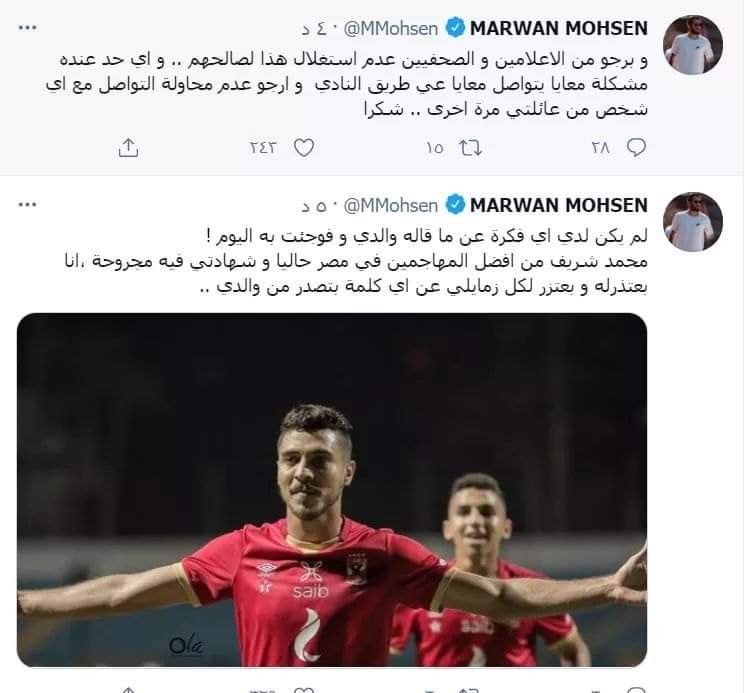 MARWAN MOHSEN @MMohsen · ٤ د
و برجو من الاعلامين و الصحفيين عدم استغلال هذا لصالحهم .. و اي حد عنده
مشكلة معايا يتواصل معايا عي طريق النادي و ارجو عدم محاولة التواصل مع اي
شخص من عائلتي مرة اخرى .. شكرا
٢٨ ١٥ ٢٤٣
MARWAN MOHSEN @MMohsen · ٥ د
لم يكن لدي اي فكرة عن ما قاله والدي و فوجئت به اليوم !
محمد شريف من افضل المهاجمين في مصر حاليا و شهادتي فيه مجروحة ،انا
بعتذرله و بعتزر لكل زمايلي عن اي كلمة بتصدر من والدي ..
saib
saib
Ola